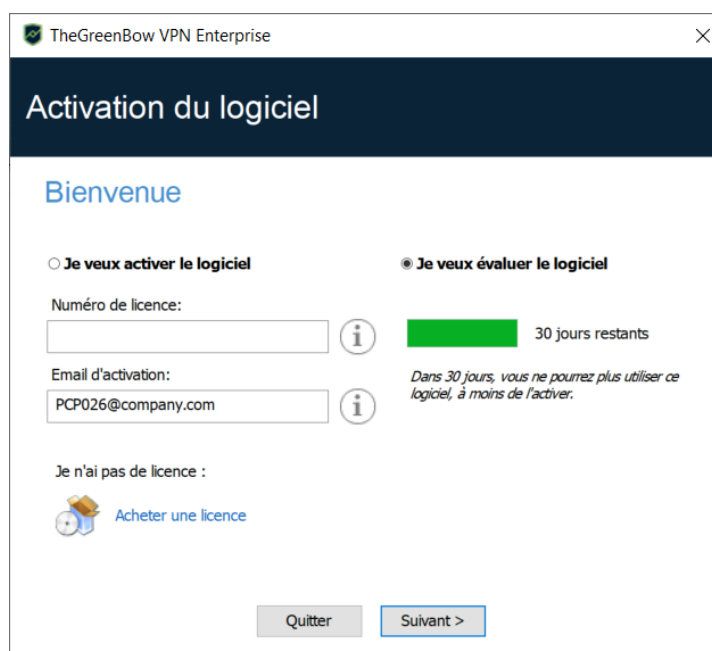 TheGreenBow VPN Enterprise
Activation du logiciel
Bienvenue
Je veux activer le logiciel
Numéro de licence:
Email d'activation:
PCP026@company.com
Je n'ai pas de licence :
Acheter une licence
Je veux évaluer le logiciel
30 jours restants
Dans 30 jours, vous ne pourrez plus utiliser ce
logiciel, à moins de l'activer.
Quitter
Suivant >